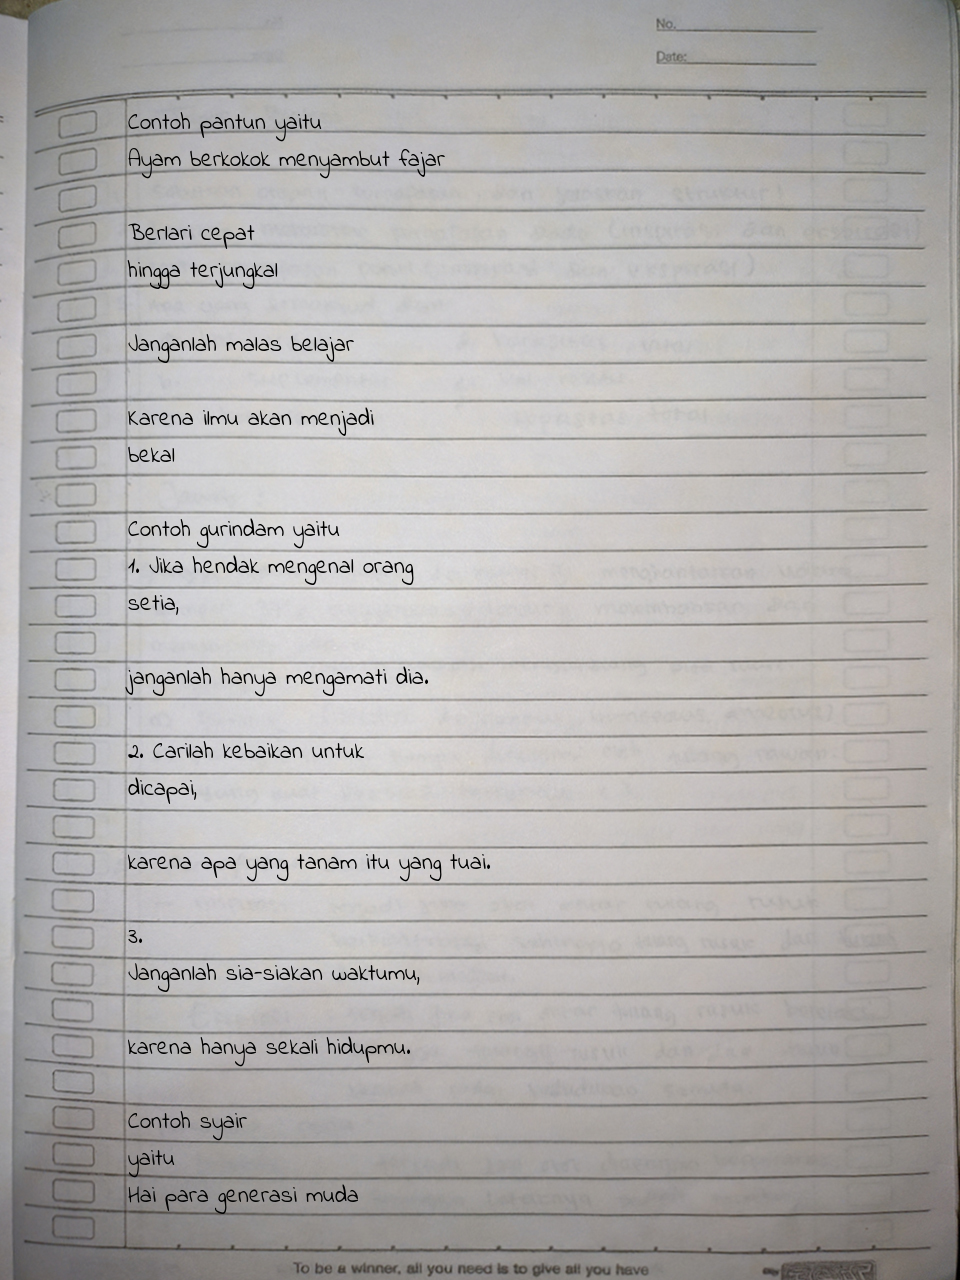 No.
Date:
Contoh pantun yaitu
Ayam berkokok menyambut fajar
Berlari cepat
hingga terjungkal
Janganlah malas belajar
Karena ilmu akan menjadi
bekal
Contoh gurindam yaitu
1. Jika hendak mengenal orang
setia,
janganlah hanya mengamati dia.
2. Carilah kebaikan untuk
dicapai,
karena apa yang tanam itu yang tuai.
3.
Janganlah sia-siakan waktumu,
karena hanya sekali hidupmu.
Contoh syair
yaitu
Hai para generasi muda
To be a winner, all you need is to give all you have